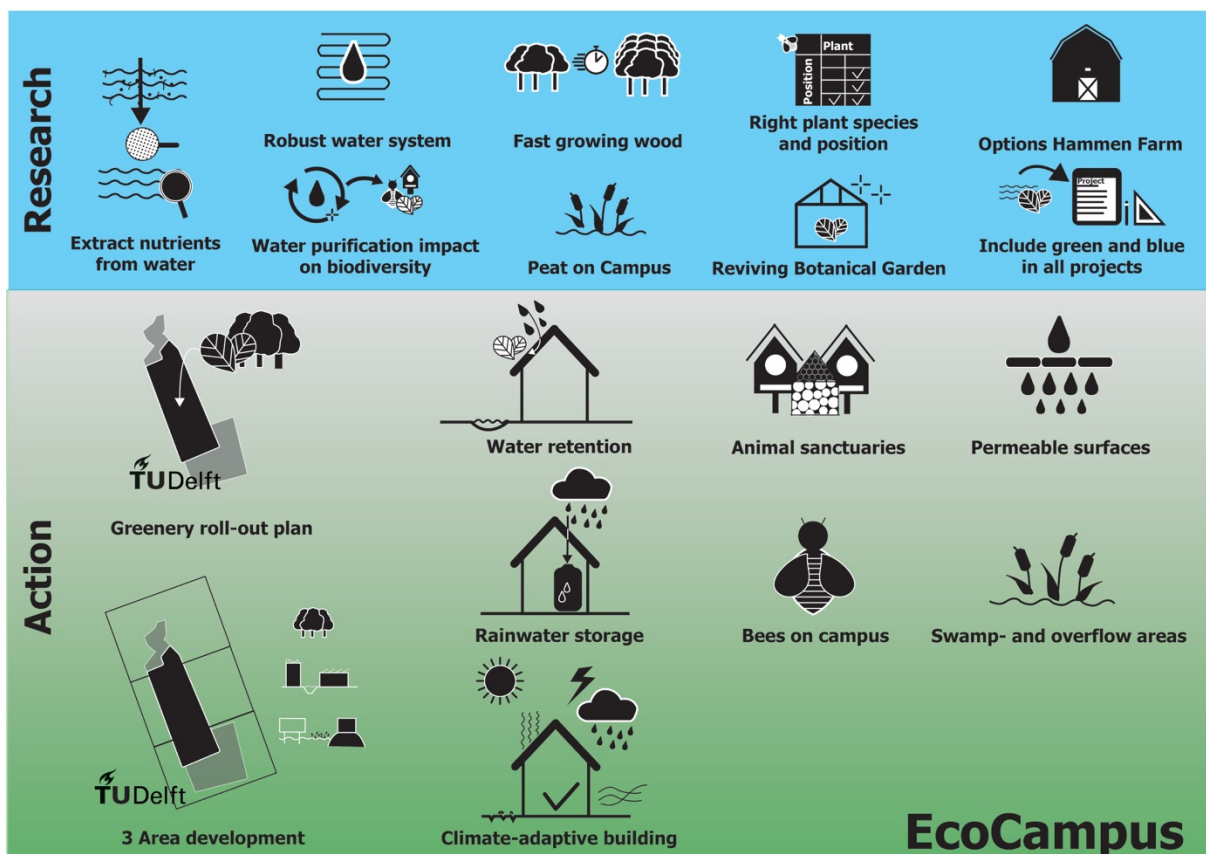 Research
Plant
Position
Robust water system
Fast growing wood
Right plant species
and position
Options Hammen Farm
Project
Extract nutrients
from water
Water purification impact
on biodiversity
Peat on Campus
Reviving Botanical Garden
Include green and blue
in all projects
Action
TUDelft
Greenery roll-out plan
Water retention
Animal sanctuaries
Permeable surfaces
Rainwater storage
Bees on campus
Swamp- and overflow areas
TUDelft
3 Area development
Climate-adaptive building
EcoCampus